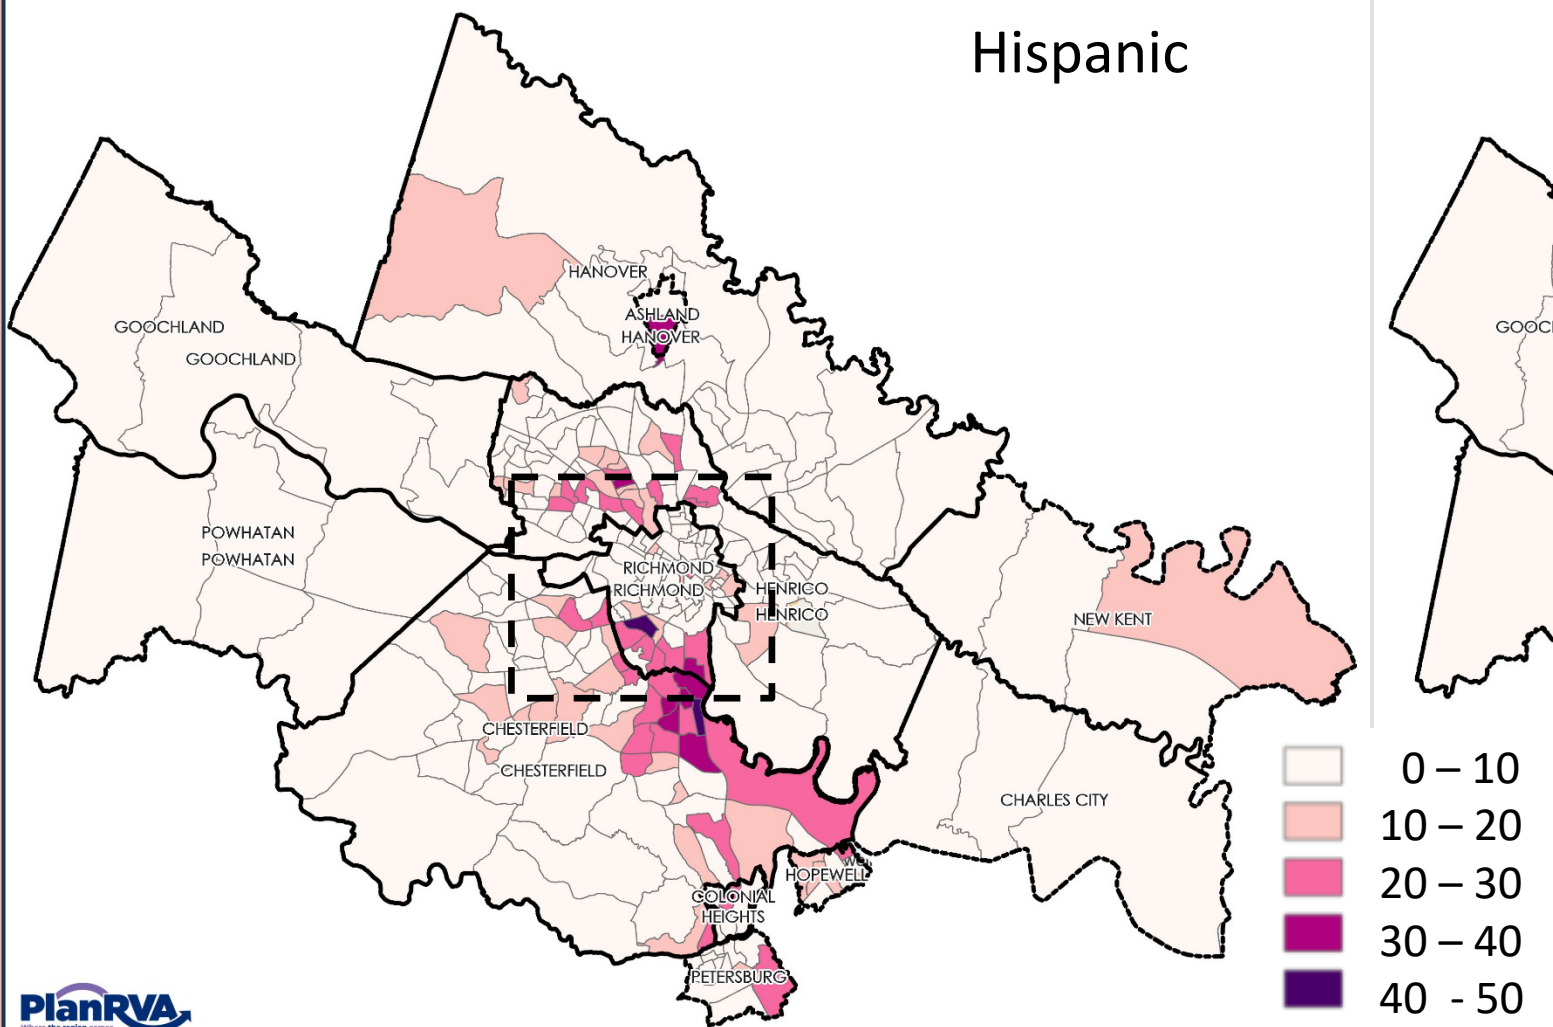 Hispanic
HANOVER
ASHLAND
HANOVER
GOOCHLAND
GOOCHLAND
POWHATAN
POWHATAN
RICHMOND
RICHMOND
HENRICO
HENRICO
NEW KENT
CHESTERFIELD
CHESTERFIELD
CHARLES CITY
HOPEWELL
COLONIAL
HEIGHTS
PETERSBURG
0 – 10
10 – 20
20 – 30
30 – 40
40 - 50
PlanRVA